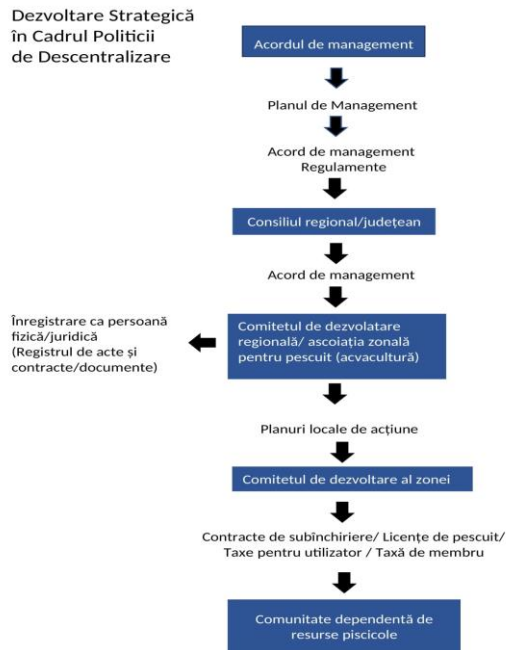 Dezvoltare Strategică
în Cadrul Politicii
de Descentralizare
Acordul de management
Planul de Management
Acord de management
Regulamente
Consiliul regional/județean
Acord de management
Înregistrare ca persoană
fizică/juridică
(Registrul de acte și
contracte/documente)
Comitetul de dezvolatare
regională/ ascoiația zonală
pentru pescuit (acvacultură)
Planuri locale de acțiune
Comitetul de dezvoltare al zonei
Contracte de subînchiriere/ Licențe de pescuit/
Taxe pentru utilizator / Taxă de membru
Comunitate dependentă de
resurse piscicole